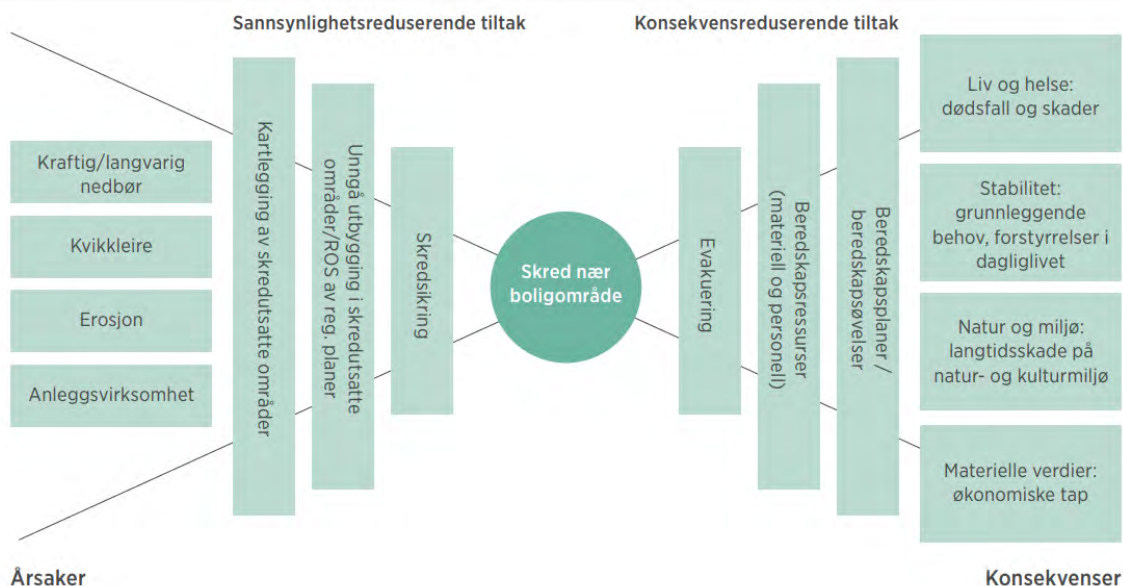 Sannsynlighetsreduserende tiltak
Konsekvensreduserende tiltak
Kraftig/langvarig
nedbør
Kvikkleire
Erosjon
Anleggsvirksomhet
Kartlegging av skredutsatte områder
Unngå utbygging i skredutsatte
områder/ROS av reg. planer
Skredsikring
Skred nær
boligområde
Evakuering
Beredskapsressurser
(materiell og personell)
Beredskapsplaner /
beredskapsøvelser
Liv og helse:
dødsfall og skader
Stabilitet:
grunnleggende
behov, forstyrrelser i
dagliglivet
Natur og miljø:
langtidsskade på
natur- og kulturmiljø
Materielle verdier:
økonomiske tap
Årsaker
Konsekvenser